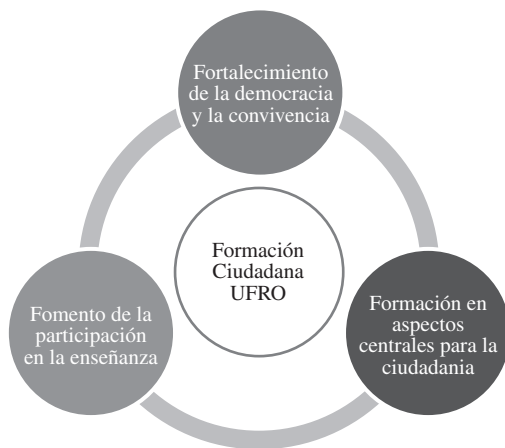 Fortalecimiento
de la democracia
y la convivencia
Formación
Ciudadana
UFRO
Fomento de la
participación
en la enseñanza
Formación en
aspectos
centrales para la
ciudadania